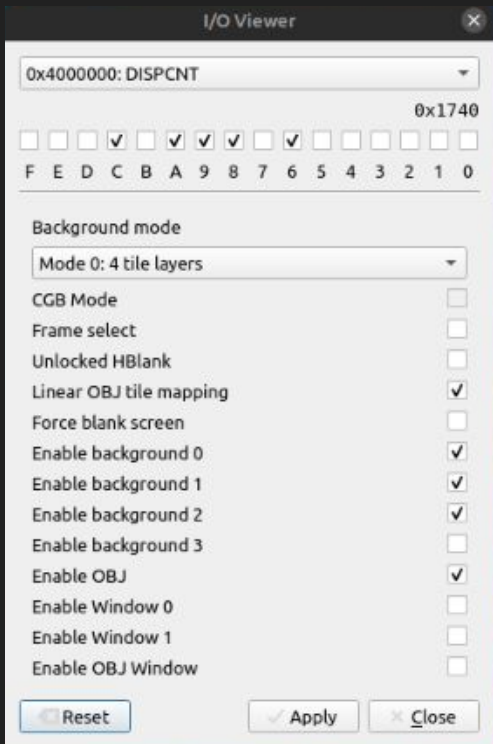 I/O Viewer
0x4000000: DISPCNT
0x1740
F E D C B A 9 8 7 6 5 4 3 2 1 0
Background mode
Mode 0: 4 tile layers
CGB Mode
Frame select
Unlocked HBlank
Linear OBJ tile mapping
Force blank screen
Enable background 0
Enable background 1
Enable background 2
Enable background 3
Enable OBJ
Enable Window 0
Enable Window 1
Enable OBJ Window
Reset Apply Close